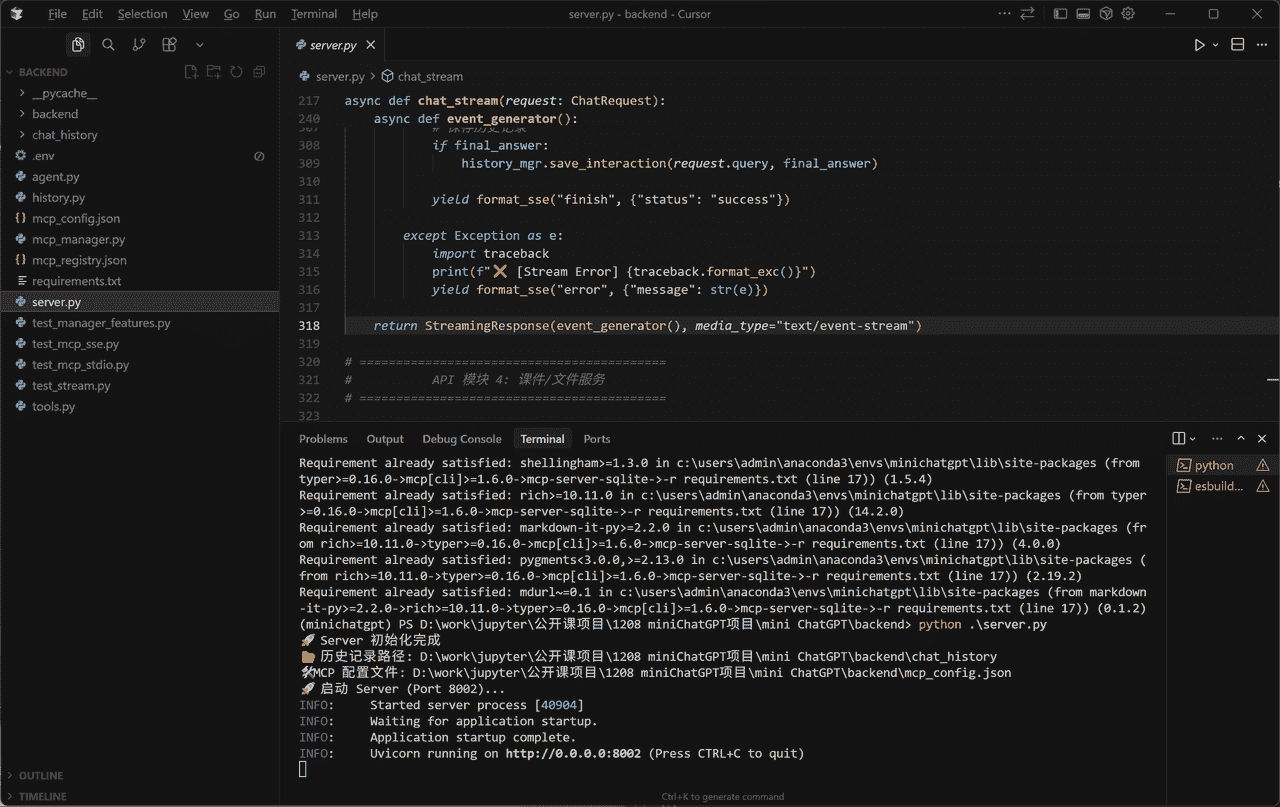 File Edit Selection View Go Run Terminal Help
server.py - backend - Cursor
BACKEND
__pycache__
backend
chat_history
.env
agent.py
history.py
mcp_config.json
mcp_manager.py
mcp_registry.json
requirements.txt
server.py
test_manager_features.py
test_mcp_sse.py
test_mcp_stdio.py
test_stream.py
tools.py
OUTLINE
TIMELINE
server.py
server.py > chat_stream
217 async def chat_stream(request: ChatRequest):
240 async def event_generator():
307 # 保存历史记录
308 if final_answer:
309 history_mgr.save_interaction(request.query, final_answer)
310
311 yield format_sse("finish", {"status": "success"})
312
313 except Exception as e:
314 import traceback
315 print(f"❌ [Stream Error] {traceback.format_exc()}")
316 yield format_sse("error", {"message": str(e)})
317
318 return StreamingResponse(event_generator(), media_type="text/event-stream")
319
320 # ==========================================
321 # API 模块 4: 课件/文件服务
322 # ==========================================
323
Problems Output Debug Console Terminal Ports
Requirement already satisfied: shellingham>=1.3.0 in c:\users\admin\anaconda3\envs\minichatgpt\lib\site-packages (from
typer>=0.16.0->mcp[cli]>=1.6.0->mcp-server-sqlite->-r requirements.txt (line 17)) (1.5.4)
Requirement already satisfied: rich>=10.11.0 in c:\users\admin\anaconda3\envs\minichatgpt\lib\site-packages (from typer
>=0.16.0->mcp[cli]>=1.6.0->mcp-server-sqlite->-r requirements.txt (line 17)) (14.2.0)
Requirement already satisfied: markdown-it-py>=2.2.0 in c:\users\admin\anaconda3\envs\minichatgpt\lib\site-packages (fr
om rich>=10.11.0->typer>=0.16.0->mcp[cli]>=1.6.0->mcp-server-sqlite->-r requirements.txt (line 17)) (4.0.0)
Requirement already satisfied: pygments<3.0.0,>=2.13.0 in c:\users\admin\anaconda3\envs\minichatgpt\lib\site-packages (
from rich>=10.11.0->typer>=0.16.0->mcp[cli]>=1.6.0->mcp-server-sqlite->-r requirements.txt (line 17)) (2.19.2)
Requirement already satisfied: mdurl~=0.1 in c:\users\admin\anaconda3\envs\minichatgpt\lib\site-packages (from markdown
-it-py>=2.2.0->rich>=10.11.0->typer>=0.16.0->mcp[cli]>=1.6.0->mcp-server-sqlite->-r requirements.txt (line 17)) (0.1.2)
(minichatgpt) PS D:\work\jupyter\公开课项目\1208 miniChatGPT项目\mini ChatGPT\backend> python .\server.py
🚀 Server 初始化完成
📂 历史记录路径: D:\work\jupyter\公开课项目\1208 miniChatGPT项目\mini ChatGPT\backend\chat_history
🛠️MCP 配置文件: D:\work\jupyter\公开课项目\1208 miniChatGPT项目\mini ChatGPT\backend\mcp_config.json
🚀 启动 Server (Port 8002)...
INFO: Started server process [40904]
INFO: Waiting for application startup.
INFO: Application startup complete.
INFO: Uvicorn running on http://0.0.0.0:8002 (Press CTRL+C to quit)
Ctrl+K to generate command
python
esbuild...